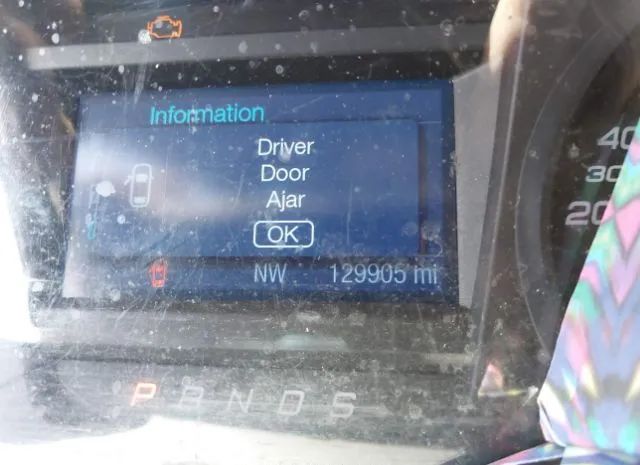 Information
Driver
Door
Ajar
OK
NW 129905 mi
40
30
20
P R N D S